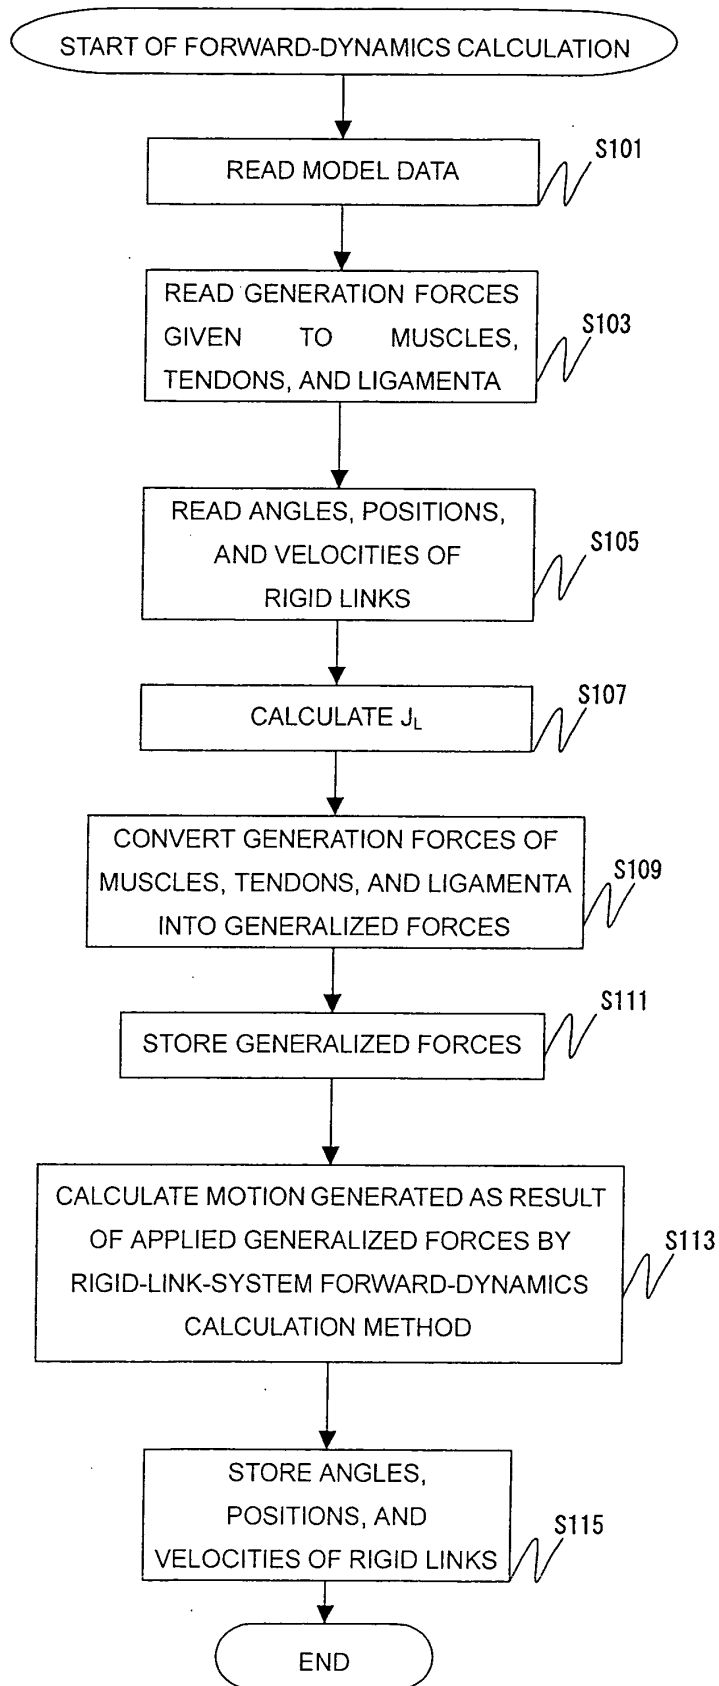 START OF FORWARD-DYNAMICS CALCULATION
READ MODEL DATA
S101
READ GENERATION FORCES
GIVEN TO MUSCLES,
TENDONS, AND LIGAMENTA
S103
READ ANGLES, POSITIONS,
AND VELOCITIES OF
RIGID LINKS
S105
CALCULATE JL
S107
CONVERT GENERATION FORCES OF
MUSCLES, TENDONS, AND LIGAMENTA
INTO GENERALIZED FORCES
S109
STORE GENERALIZED FORCES
S111
CALCULATE MOTION GENERATED AS RESULT
OF APPLIED GENERALIZED FORCES BY
RIGID-LINK-SYSTEM FORWARD-DYNAMICS
CALCULATION METHOD
S113
STORE ANGLES,
POSITIONS, AND
VELOCITIES OF RIGID LINKS
S115
END